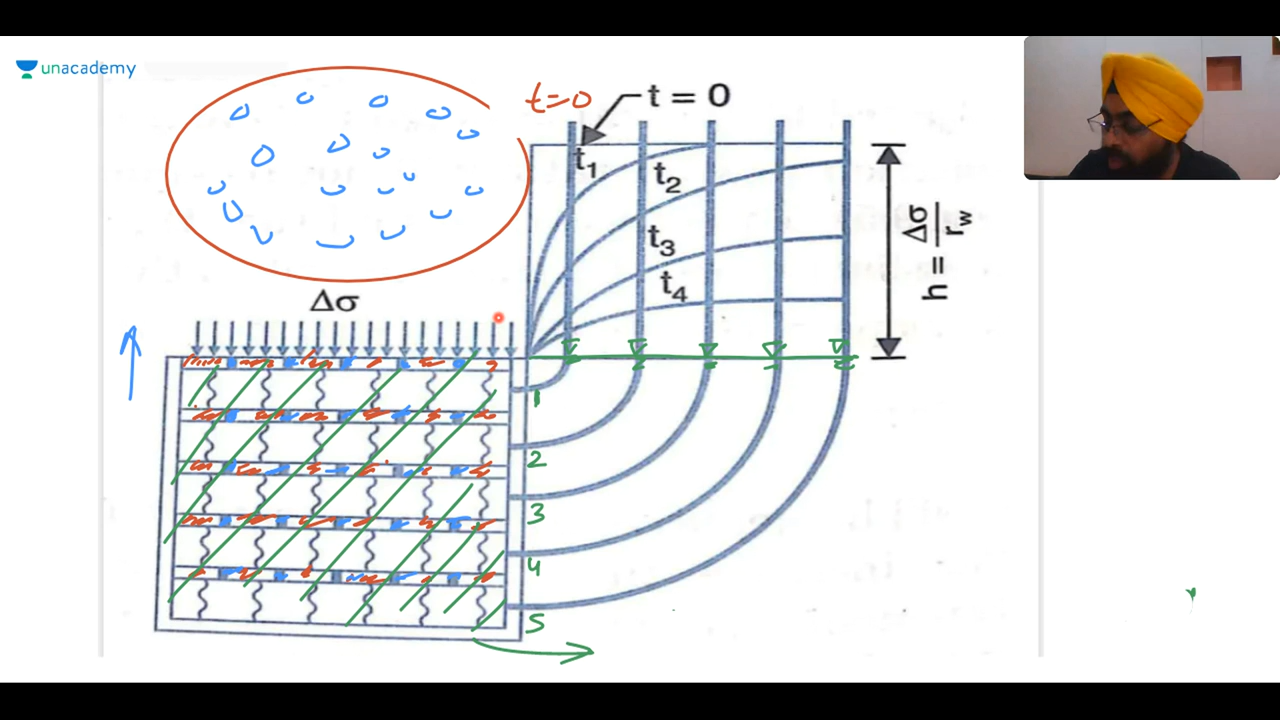 unacademy
t=0
t = 0
t₁
t₂
t₃
t₄
h = Δσ/rw
Δσ
1
2
3
4
5